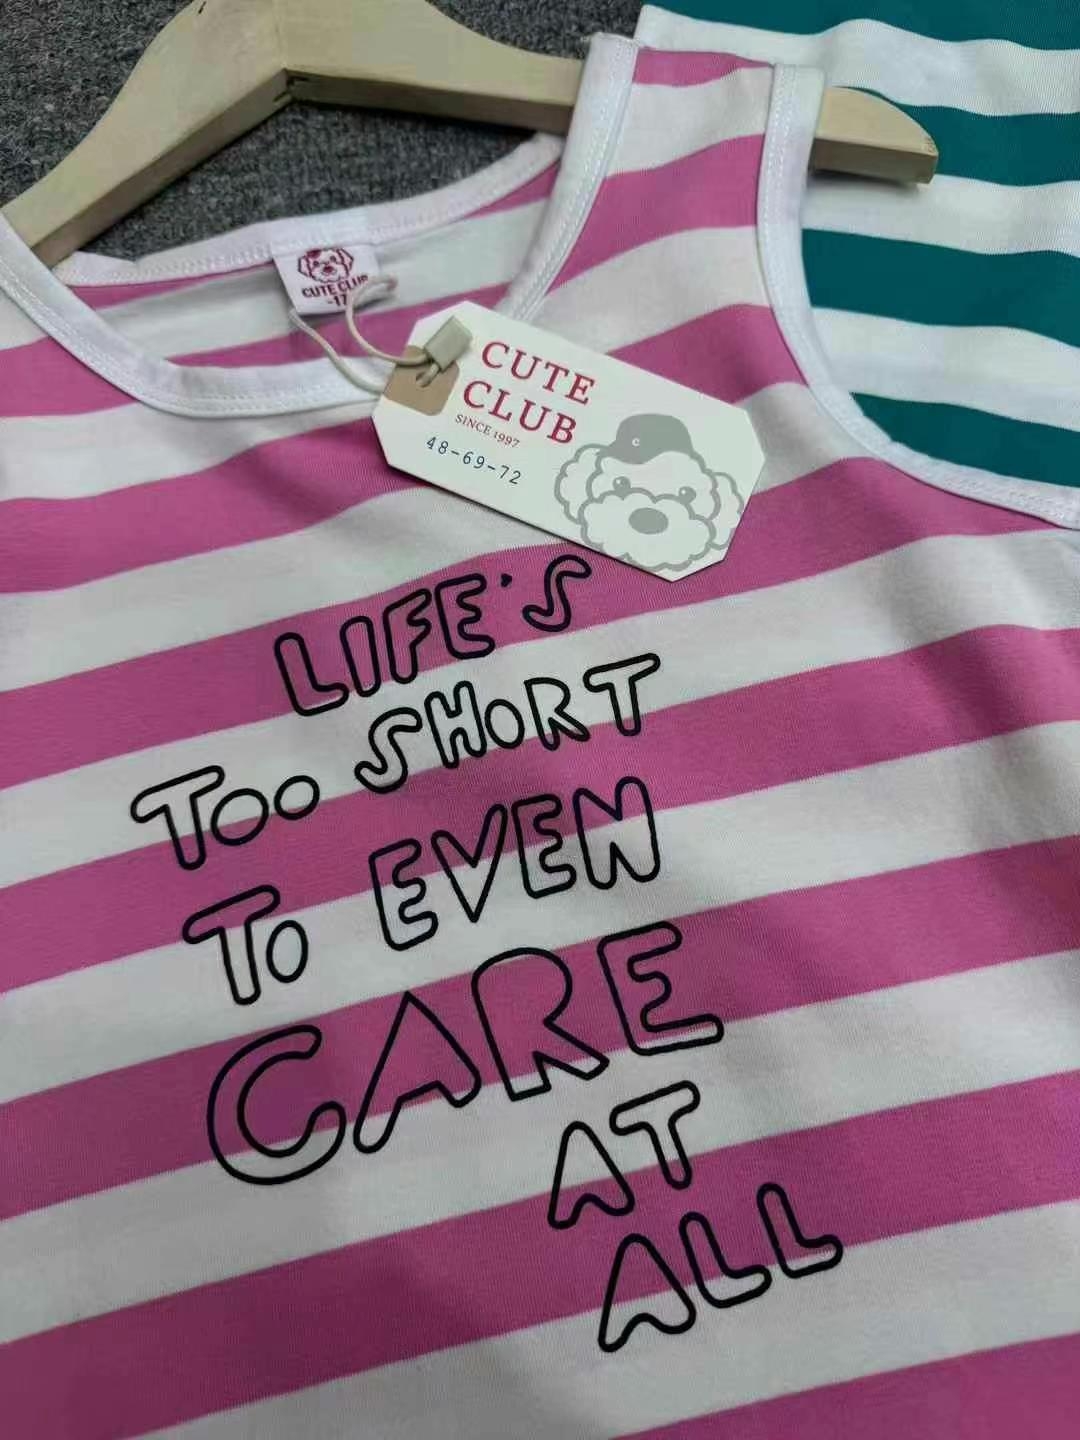 CUTE CLUB
CUTE
CLUB
SINCE 1997
48-69-72
LIFE'S
TOO SHORT
TO EVEN
CARE
AT
ALL